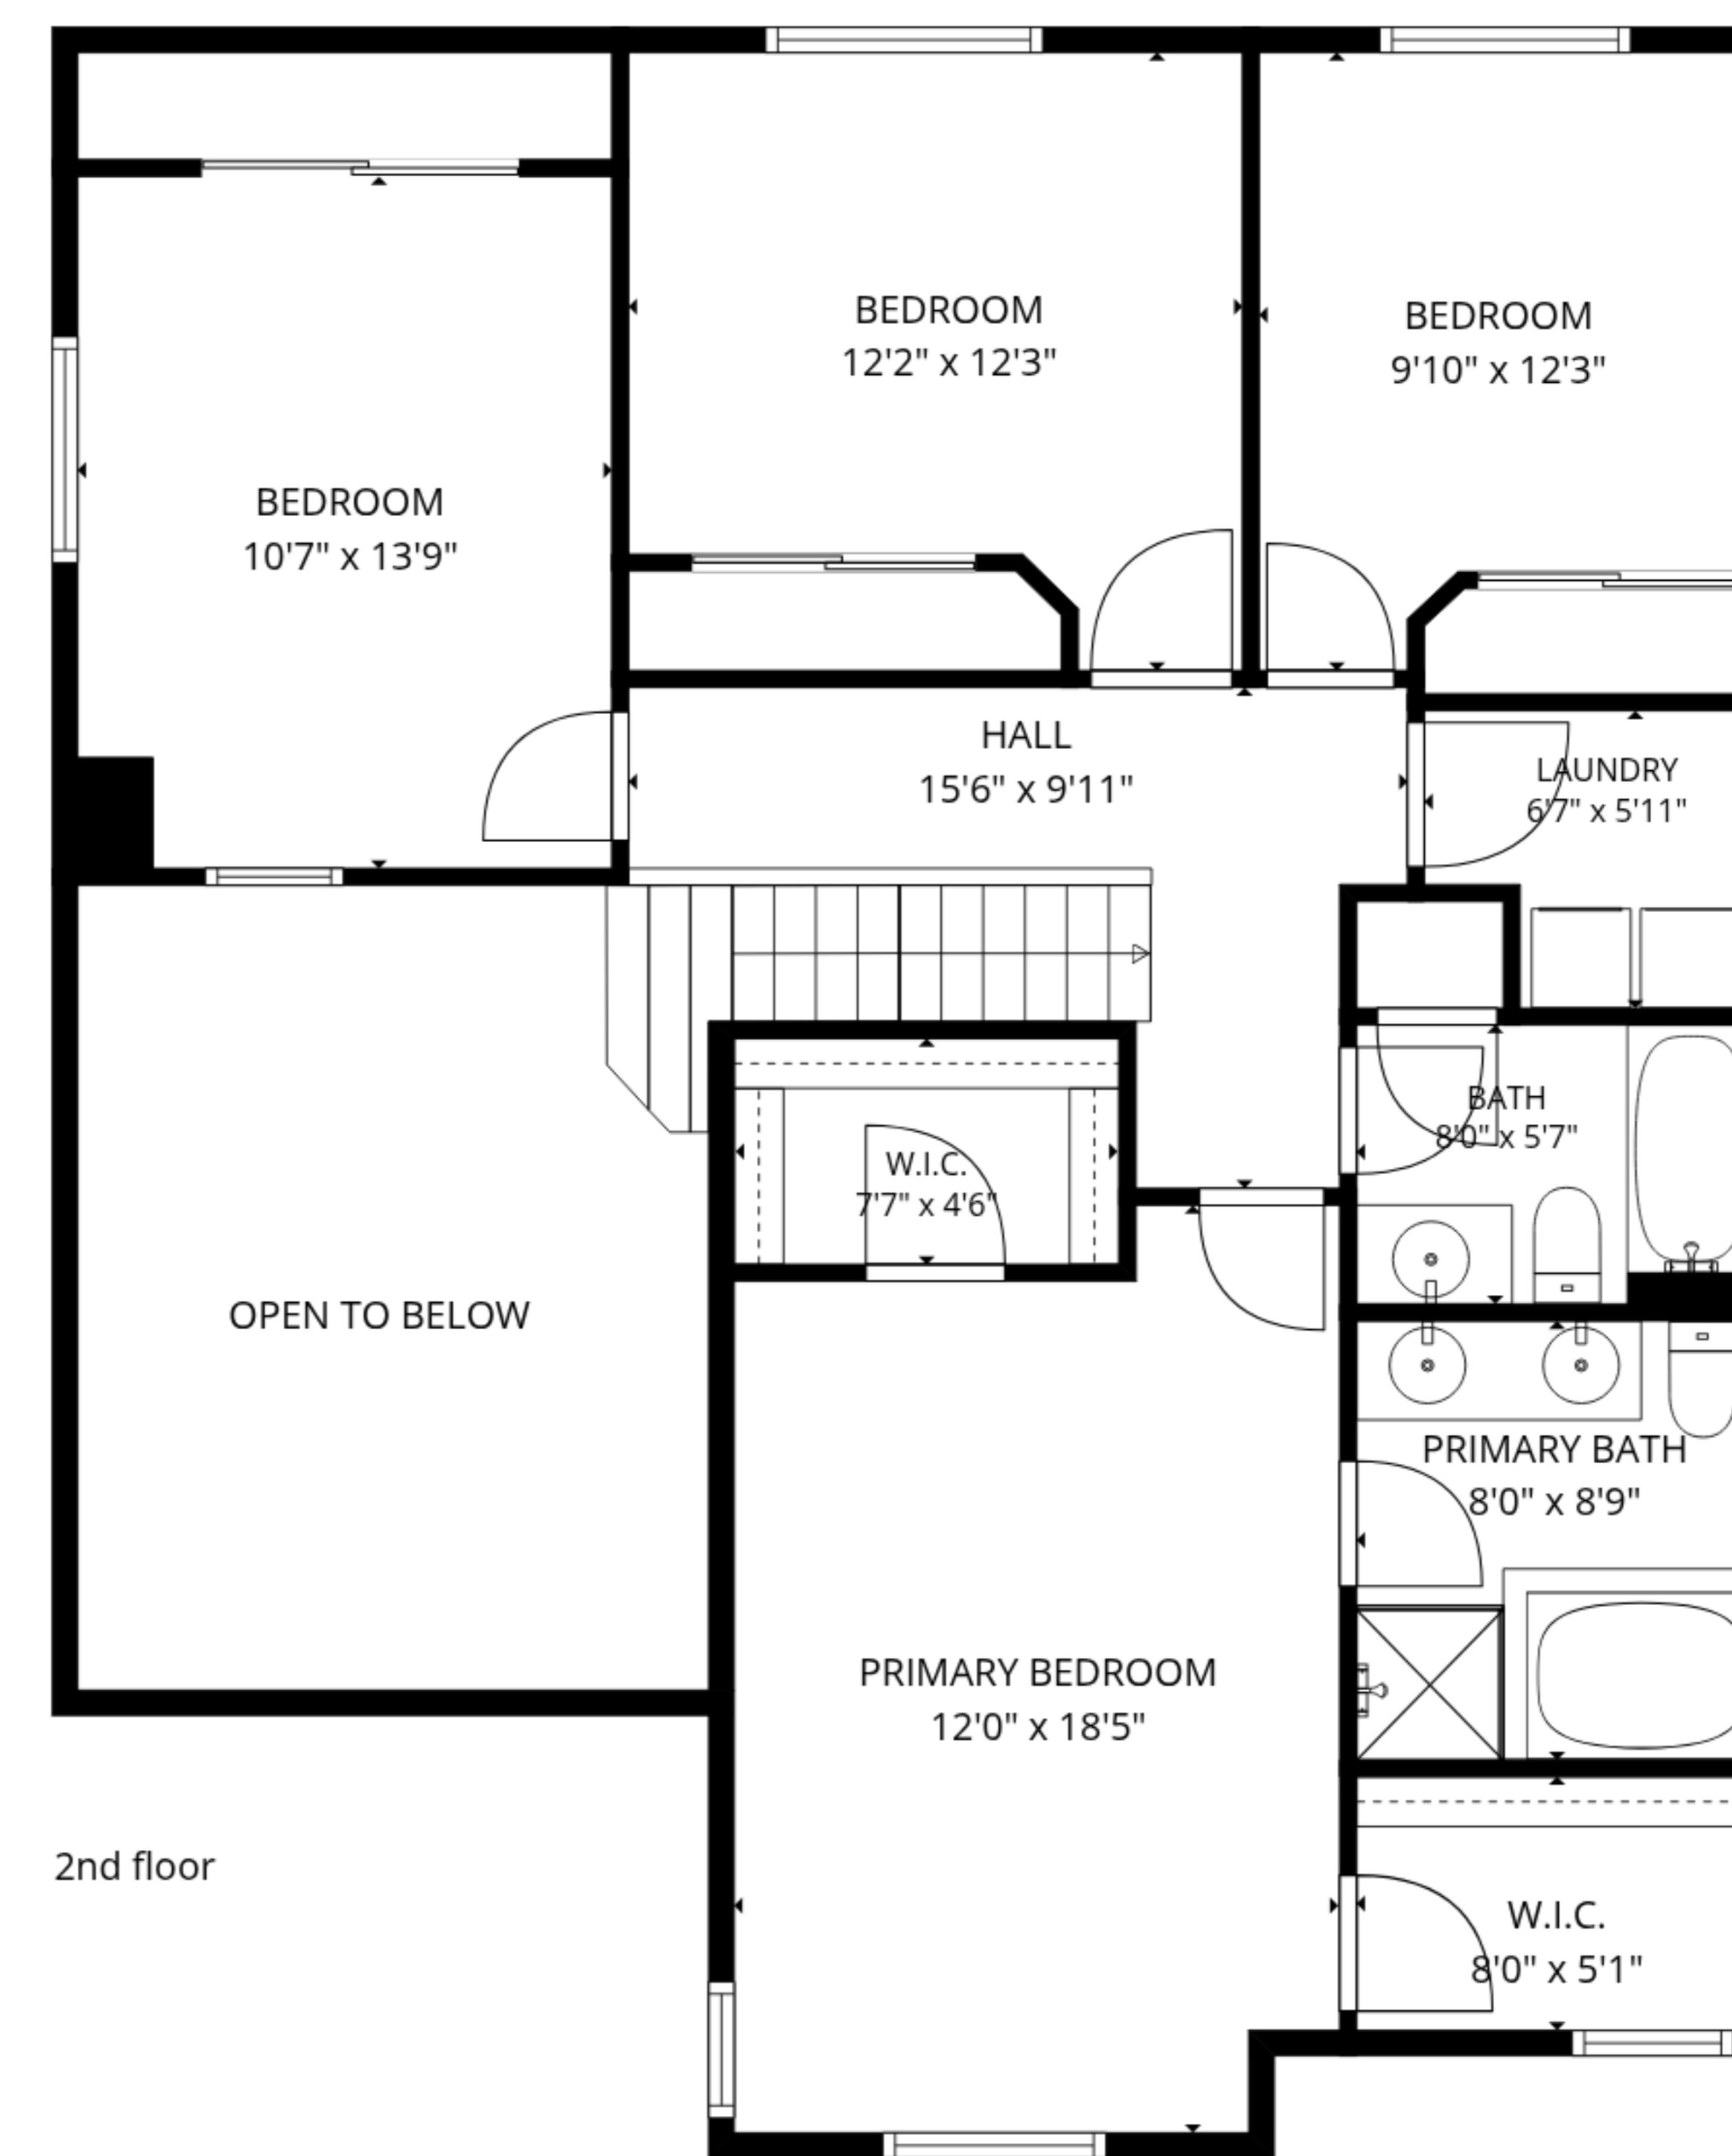 BEDROOM
12'2" x 12'3"
BEDROOM
9'10" x 12'3"
BEDROOM
10'7" x 13'9"
HALL
15'6" x 9'11"
LAUNDRY
6'7" x 5'11"
BATH
8'0" x 5'7"
W.I.C.
7'7" x 4'6"
OPEN TO BELOW
PRIMARY BATH
8'0" x 8'9"
PRIMARY BEDROOM
12'0" x 18'5"
2nd floor
W.I.C.
8'0" x 5'1"